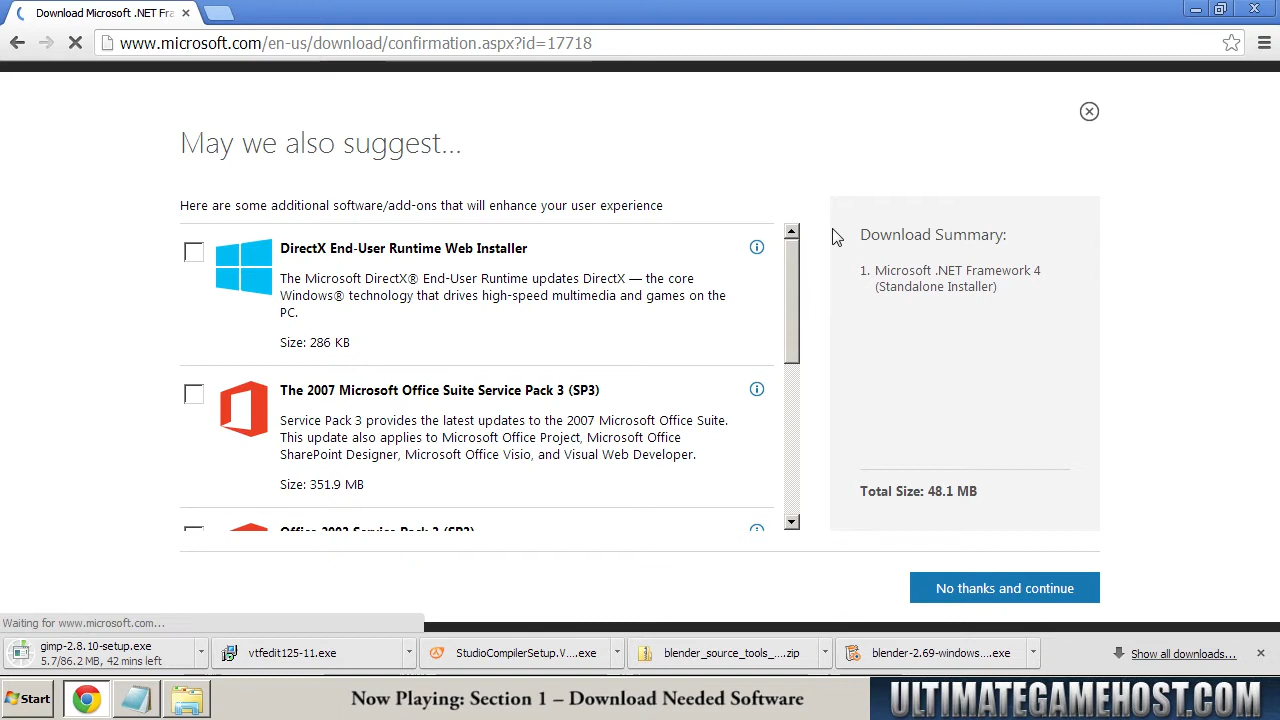 Download Microsoft .NET Fra
www.microsoft.com/en-us/download/confirmation.aspx?id=17718
May we also suggest...
Here are some additional software/add-ons that will enhance your user experience
DirectX End-User Runtime Web Installer
The Microsoft DirectX® End-User Runtime updates DirectX — the core
Windows® technology that drives high-speed multimedia and games on the
PC.
Size: 286 KB
The 2007 Microsoft Office Suite Service Pack 3 (SP3)
Service Pack 3 provides the latest updates to the 2007 Microsoft Office Suite.
This update also applies to Microsoft Office Project, Microsoft Office
SharePoint Designer, Microsoft Office Visio, and Visual Web Developer.
Size: 351.9 MB
Office 2003 Service Pack 3 (SP3)
Download Summary:
1. Microsoft .NET Framework 4
(Standalone Installer)
Total Size: 48.1 MB
No thanks and continue
Waiting for www.microsoft.com...
gimp-2.8.10-setup.exe
5.7/86.2 MB, 42 mins left
vtfedit125-11.exe
StudioCompilerSetup.V....exe
blender_source_tools_....zip
blender-2.69-windows....exe
Show all downloads...
Start
Now Playing: Section 1 – Download Needed Software
ULTIMATEGAMEHOST.COM